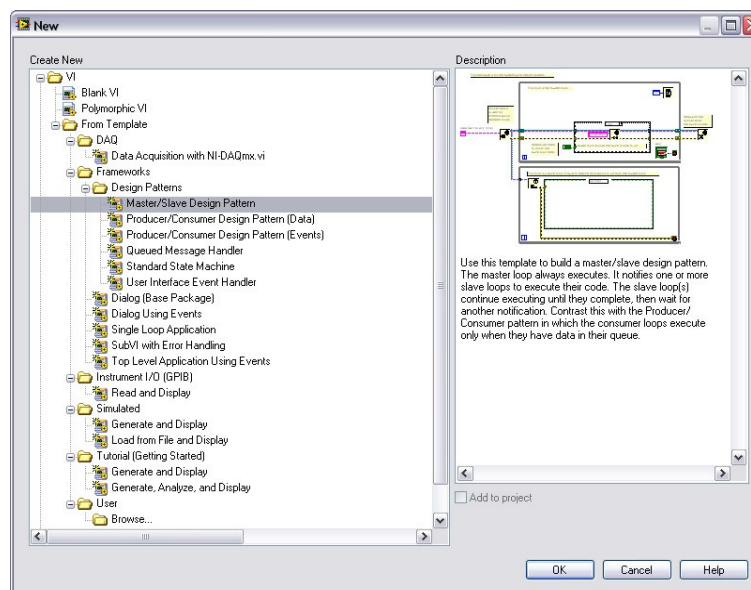 New
Create New
VI
Blank VI
Polymorphic VI
From Template
DAQ
Data Acquisition with NI-DAQmx.vi
Frameworks
Design Patterns
Master/Slave Design Pattern
Producer/Consumer Design Pattern (Data)
Producer/Consumer Design Pattern (Events)
Queued Message Handler
Standard State Machine
User Interface Event Handler
Dialog (Base Package)
Dialog Using Events
Single Loop Application
SubVI with Error Handling
Top Level Application Using Events
Instrument I/O (GPIB)
Read and Display
Simulated
Generate and Display
Load from File and Display
Tutorial (Getting Started)
Generate and Display
Generate, Analyze, and Display
User
Browse...
Description
Use this template to build a master/slave design pattern.
The master loop always executes. It notifies one or more
slave loops to execute their code. The slave loop(s)
continue executing until they complete, then wait for
another notification. Contrast this with the Producer/
Consumer pattern in which the consumer loops execute
only when they have data in their queue.
Add to project
OK Cancel Help